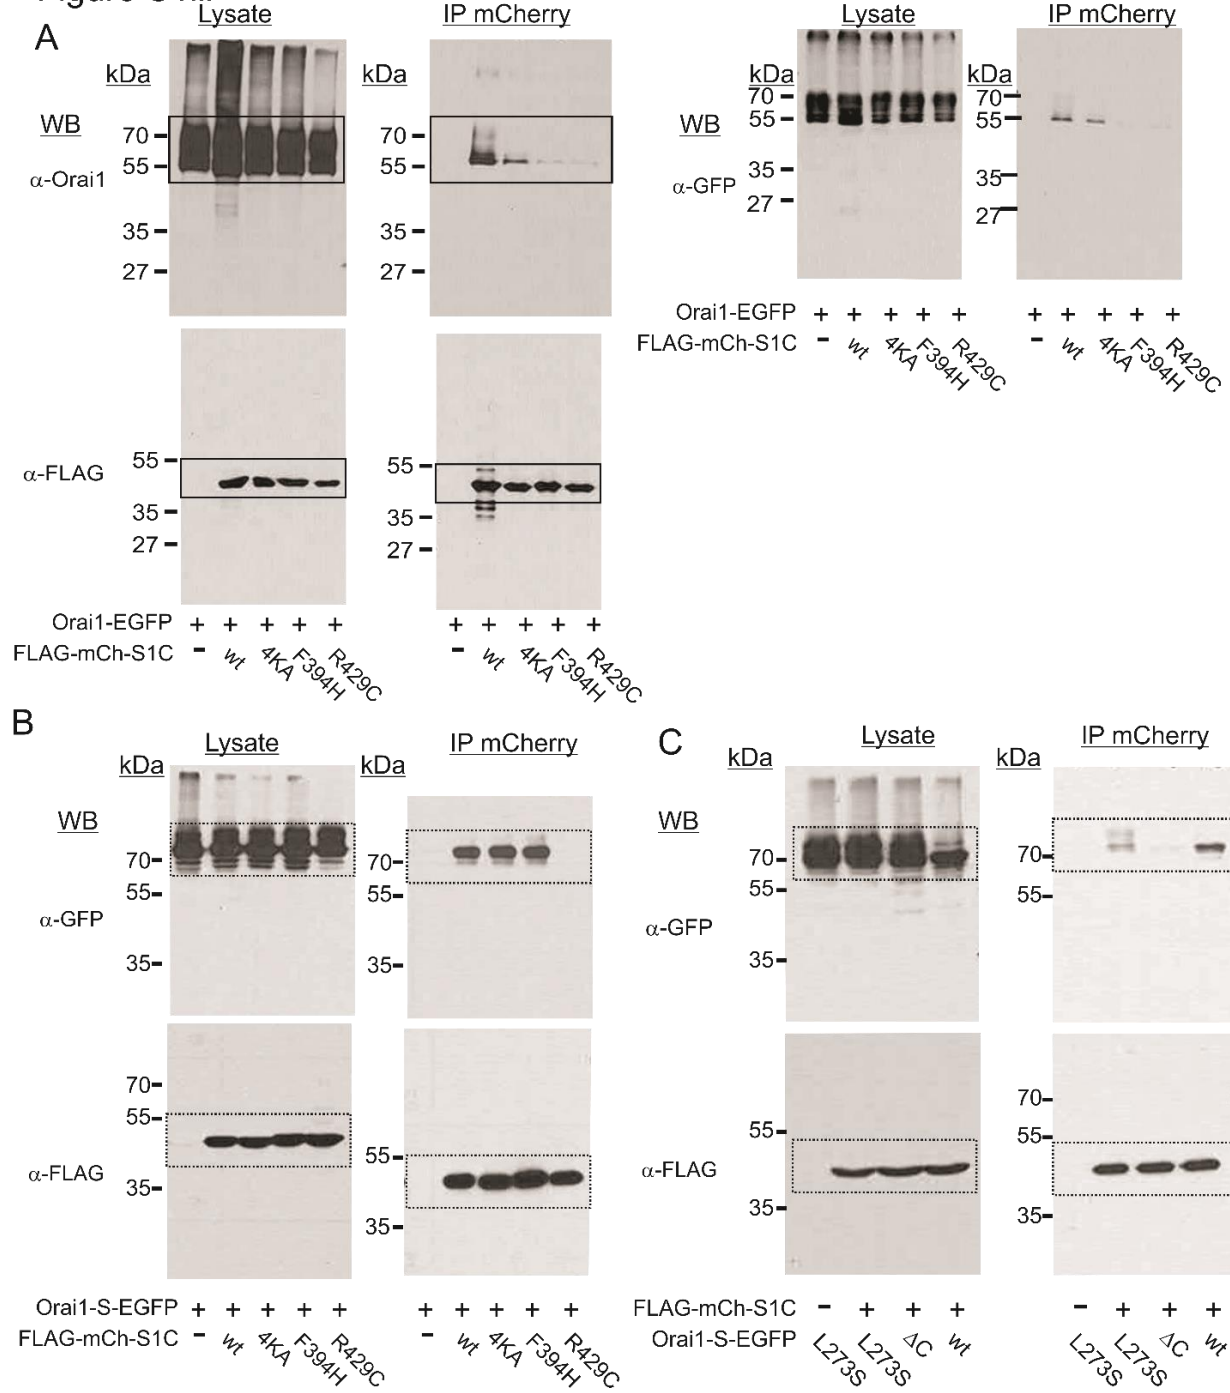 A
Lysate
IP mCherry
kDa
kDa
WB
70
55
α-Orai1
35
27
70
55
35
27
Lysate
IP mCherry
kDa
kDa
WB
70
55
α-GFP
35
27
70
55
35
27
Orai1-EGFP + + + + + + + + + +
FLAG-mCh-S1C - wt 4KA F394H R429C - wt 4KA F394H R429C
α-FLAG
55
35
27
55
35
27
Orai1-EGFP + + + + + + + + + +
FLAG-mCh-S1C - wt 4KA F394H R429C - wt 4KA F394H R429C
B
Lysate
IP mCherry
kDa
kDa
WB
70
55
α-GFP
35
70
55
35
70
55
α-FLAG
35
55
35
Orai1-S-EGFP + + + + + + + + + +
FLAG-mCh-S1C - wt 4KA F394H R429C - wt 4KA F394H R429C
C
Lysate
IP mCherry
kDa
kDa
WB
70
55
α-GFP
35
70
55
35
55
α-FLAG
35
70
55
35
FLAG-mCh-S1C - + + + - + + +
Orai1-S-EGFP L273S L273S ΔC wt L273S L273S ΔC wt